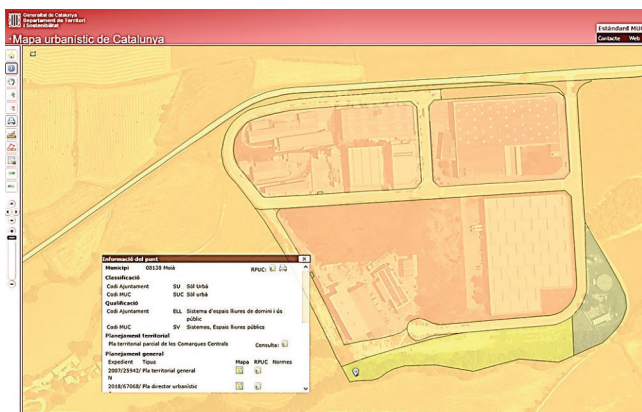 Generalitat de Catalunya
Departament de Territori
i Sostenibilitat
Mapa urbanístic de Catalunya
Estàndard MUC
Contacte Web
Informació del punt
Municipi 08138 Moià RPUC:
Classificació
Codi Ajuntament SU Sòl Urbà
Codi MUC SUC Sòl urbà
Qualificació
Codi Ajuntament ELL Sistema d'espais lliures de domini i ús
públic
Codi MUC SV Sistemes, Espais lliures públics
Planejament territorial
Pla territorial parcial de les Comarques Centrals Consulta:
Planejament general
Expedient Tipus Mapa RPUC Normes
2007/25942/ Pla territorial general
N
2018/67068/ Pla director urbanístic